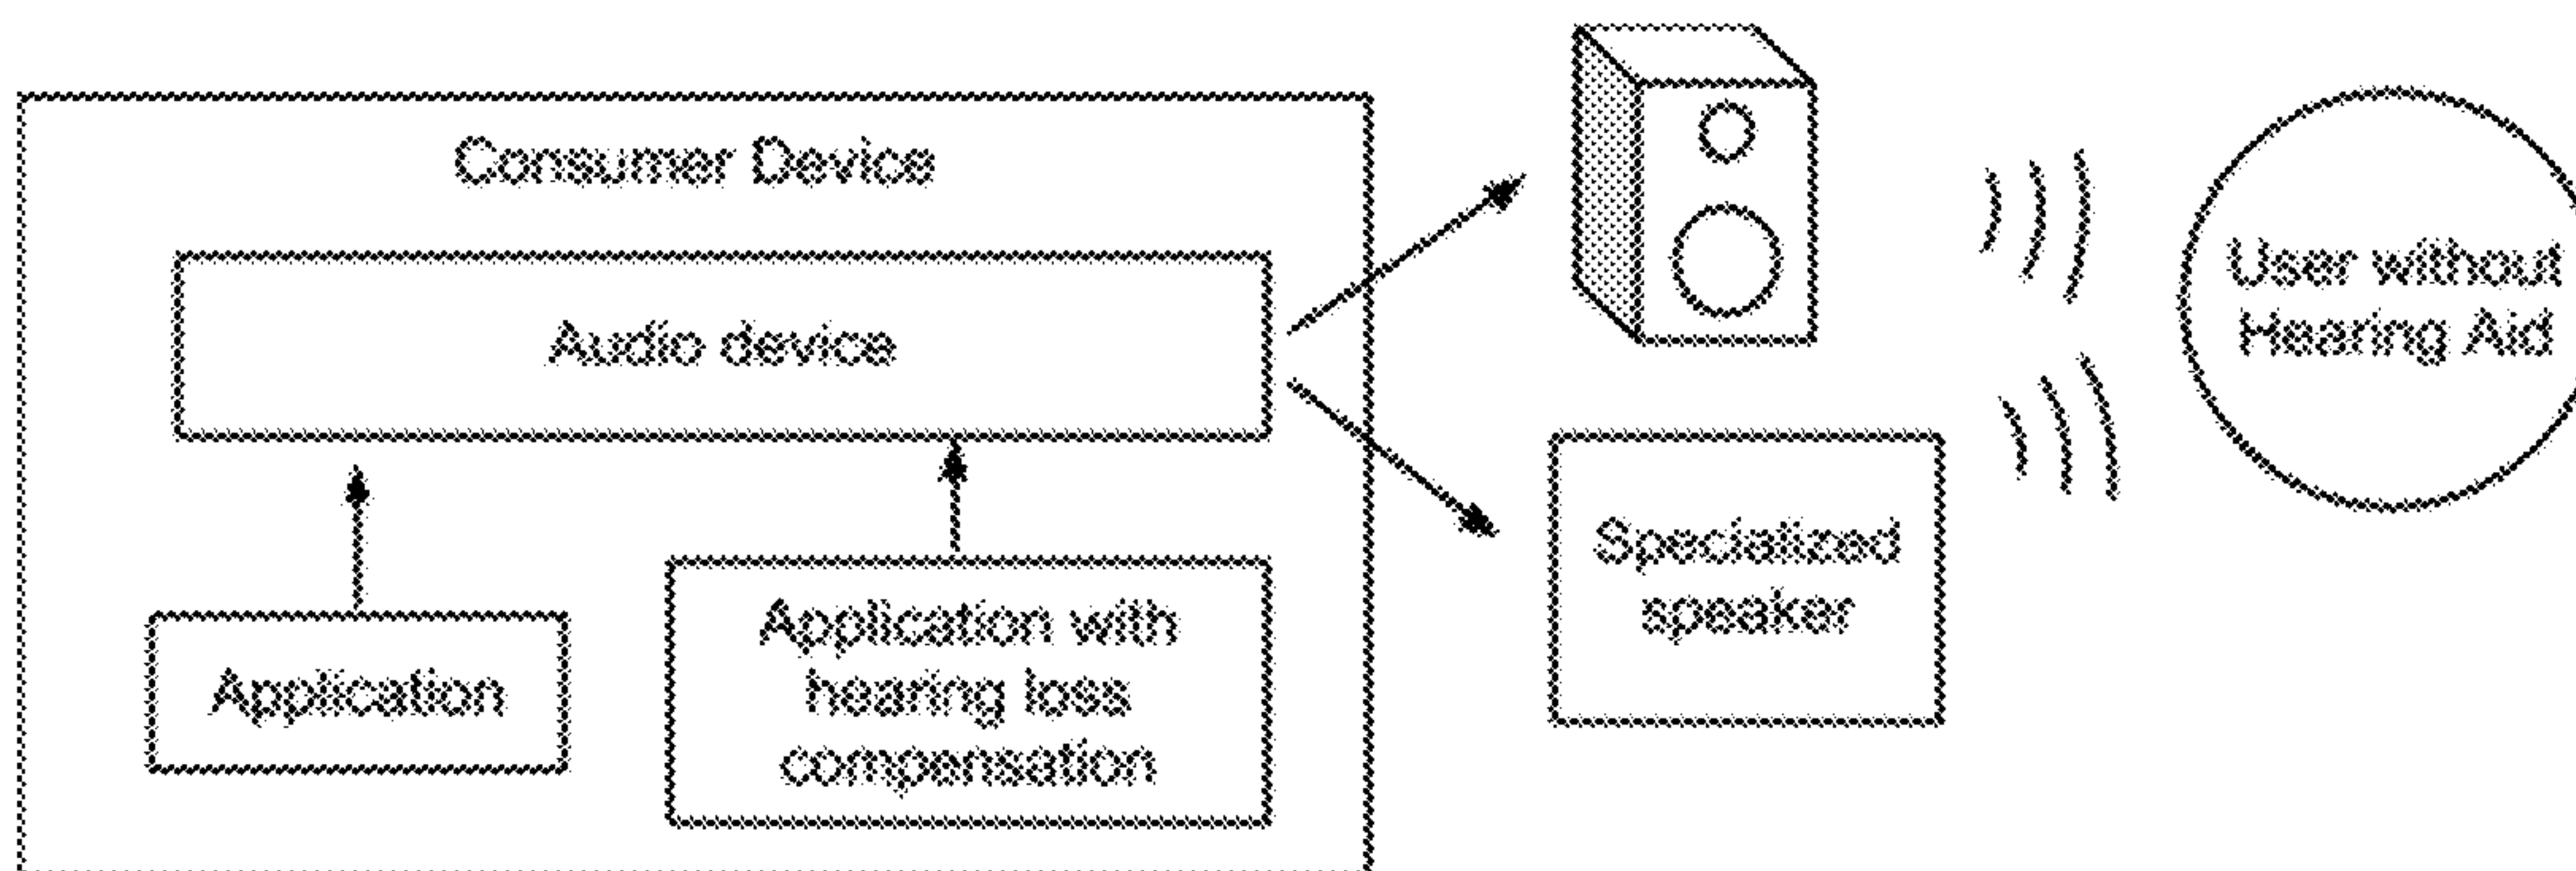 Consumer Device
Audio device
Application
Application with
hearing loss
compensation
Specialized
speaker
User without
Hearing Aid